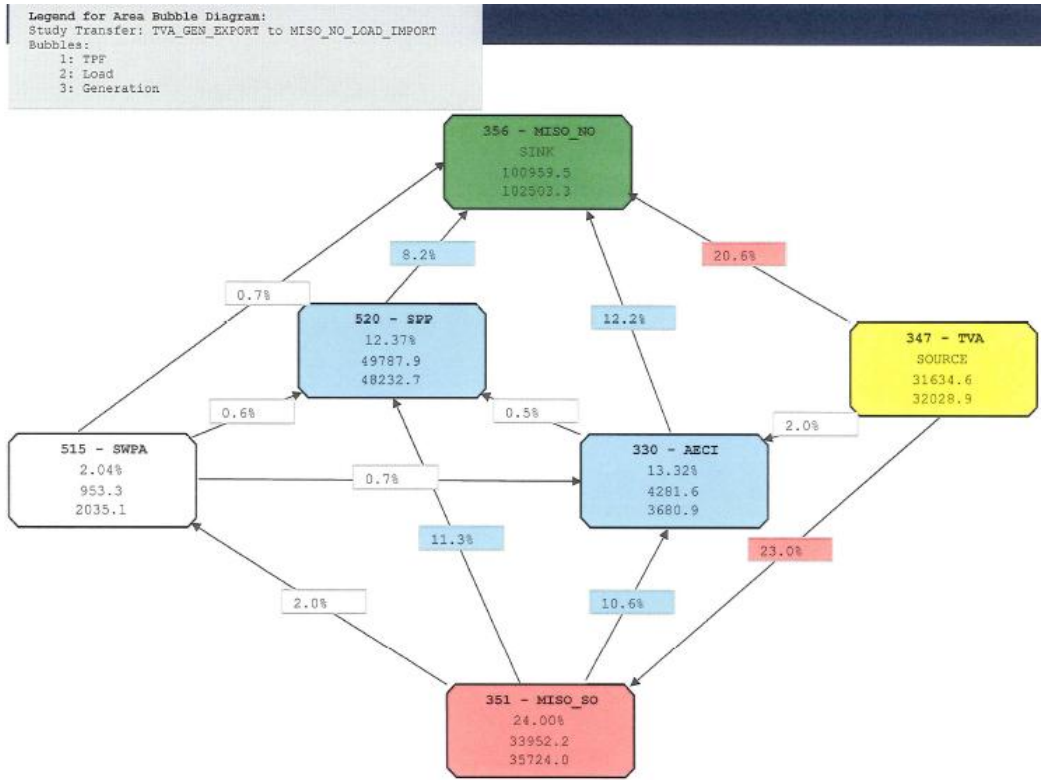 Legend for Area Bubble Diagram:
Study Transfer: TVA_GEN_EXPORT to MISO_NO_LOAD_IMPORT
Bubbles:
1: TPF
2: Load
3: Generation
356 - MISO_NO
SINK
100959.5
102503.3
8.2%
20.6%
0.7%
520 - SPP
12.37%
49787.9
48232.7
12.2%
347 - TVA
SOURCE
31634.6
32028.9
0.6%
0.5%
2.0%
515 - SWPA
2.04%
953.3
2035.1
0.7%
330 - AECI
13.32%
4281.6
3680.9
11.3%
23.0%
2.0%
10.6%
351 - MISO_SO
24.00%
33952.2
35724.0